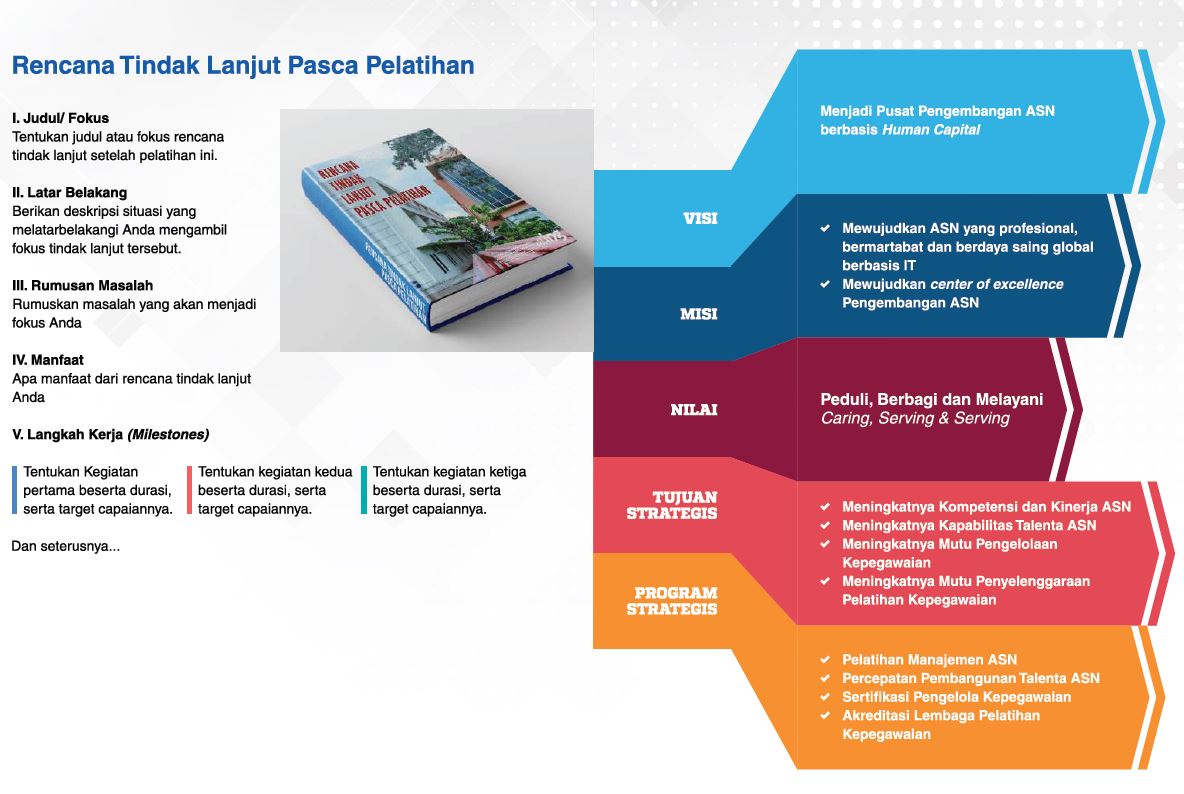 Rencana Tindak Lanjut Pasca Pelatihan
I. Judul/ Fokus
Tentukan judul atau fokus rencana
tindak lanjut setelah pelatihan ini.
II. Latar Belakang
Berikan deskripsi situasi yang
melatarbelakangi Anda mengambil
fokus tindak lanjut tersebut.
III. Rumusan Masalah
Rumuskan masalah yang akan menjadi
fokus Anda
IV. Manfaat
Apa manfaat dari rencana tindak lanjut
Anda
V. Langkah Kerja (Milestones)
Tentukan Kegiatan
pertama beserta durasi,
serta target capaiannya.
Tentukan kegiatan kedua
beserta durasi, serta
target capaiannya.
Tentukan kegiatan ketiga
beserta durasi, serta
target capaiannya.
Dan seterusnya...
RENCANA
TINDAK
LANJUT
PASCA PELATIHAN
RENCANA TINDAK LANJUT
PASCA PELATIHAN
VISI
Menjadi Pusat Pengembangan ASN
berbasis Human Capital
MISI
Mewujudkan ASN yang profesional,
bermartabat dan berdaya saing global
berbasis IT
Mewujudkan center of excellence
Pengembangan ASN
NILAI
Peduli, Berbagi dan Melayani
Caring, Serving & Serving
TUJUAN
STRATEGIS
Meningkatnya Kompetensi dan Kinerja ASN
Meningkatnya Kapabilitas Talenta ASN
Meningkatnya Mutu Pengelolaan
Kepegawaian
Meningkatnya Mutu Penyelenggaraan
Pelatihan Kepegawaian
PROGRAM
STRATEGIS
Pelatihan Manajemen ASN
Percepatan Pembangunan Talenta ASN
Sertifikasi Pengelola Kepegawaian
Akreditasi Lembaga Pelatihan
Kepegawaian